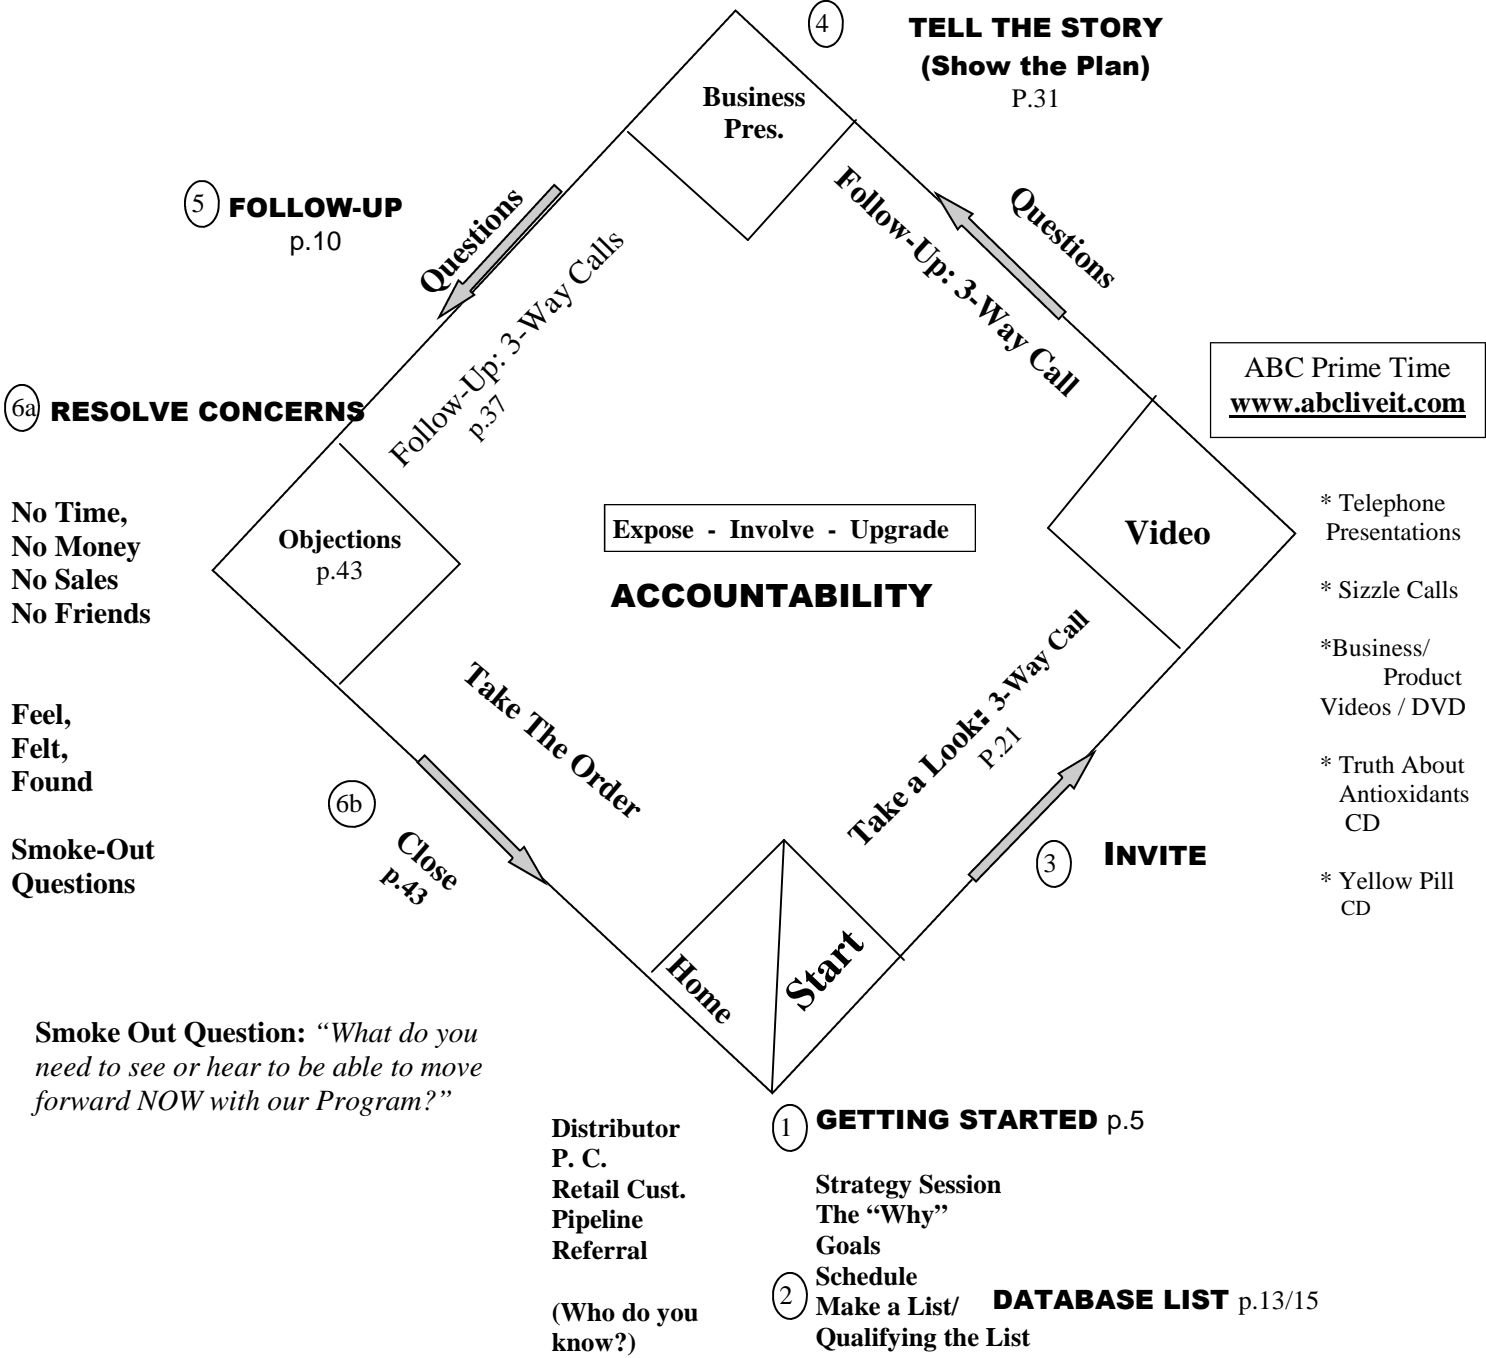 4
TELL THE STORY
(Show the Plan)
P.31
Business
Pres.
5
FOLLOW-UP
p.10
Questions
Follow-Up: 3-Way Calls
p.37
Questions
Follow-Up: 3-Way Call
6a
RESOLVE CONCERNS
ABC Prime Time
www.abcliveit.com
No Time,
No Money
No Sales
No Friends
Objections
p.43
Expose - Involve - Upgrade
ACCOUNTABILITY
Video
* Telephone
Presentations
* Sizzle Calls
*Business/
Product
Videos / DVD
* Truth About
Antioxidants
CD
* Yellow Pill
CD
Feel,
Felt,
Found
Smoke-Out
Questions
Take The Order
6b
Close
p.43
Take a Look: 3-Way Call
P.21
3
INVITE
Home
Start
Smoke Out Question: “What do you
need to see or hear to be able to move
forward NOW with our Program?”
Distributor
P. C.
Retail Cust.
Pipeline
Referral
(Who do you
know?)
1
GETTING STARTED p.5
Strategy Session
The “Why”
Goals
Schedule
2
Make a List/
Qualifying the List
DATABASE LIST p.13/15